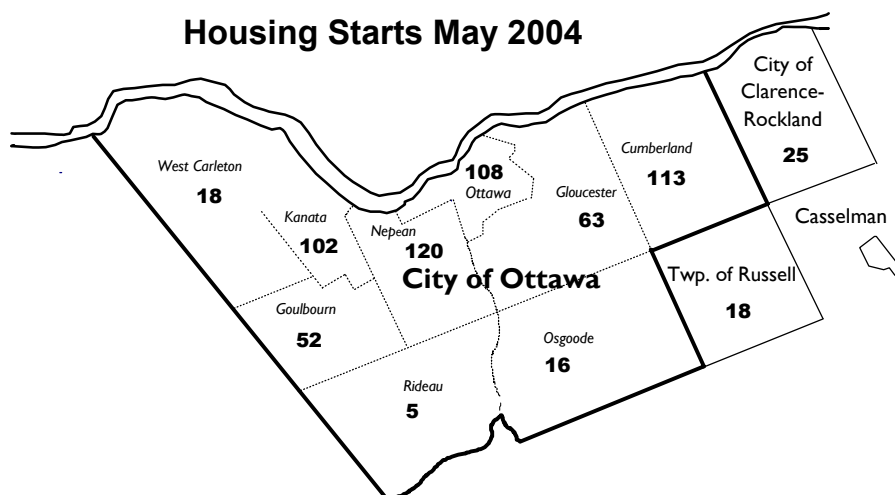 Housing Starts May 2004
City of
Clarence-
Rockland
25
West Carleton
18
108
Ottawa
Cumberland
113
Gloucester
63
Kanata
102
Nepean
120
Casselman
City of Ottawa
Twp. of Russell
18
Goulbourn
52
Osgoode
16
Rideau
5